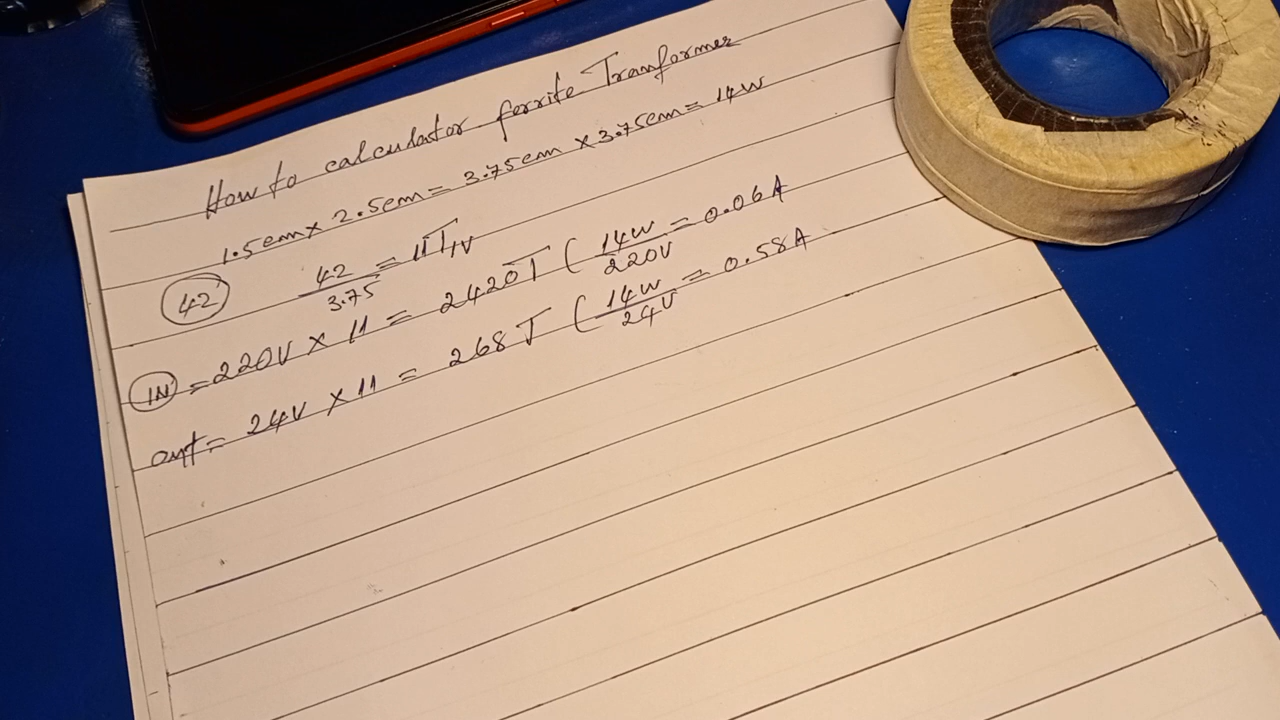 How to calculator ferrite Tranformer
1.5cm x 2.5cm = 3.75cm x 3.75cm = 14W
42 42/3.75 = 11T/V
IN = 220V x 11 = 2420T ( 14W/220V = 0.06A
out = 24V x 11 = 268T ( 14W/24V = 0.58A